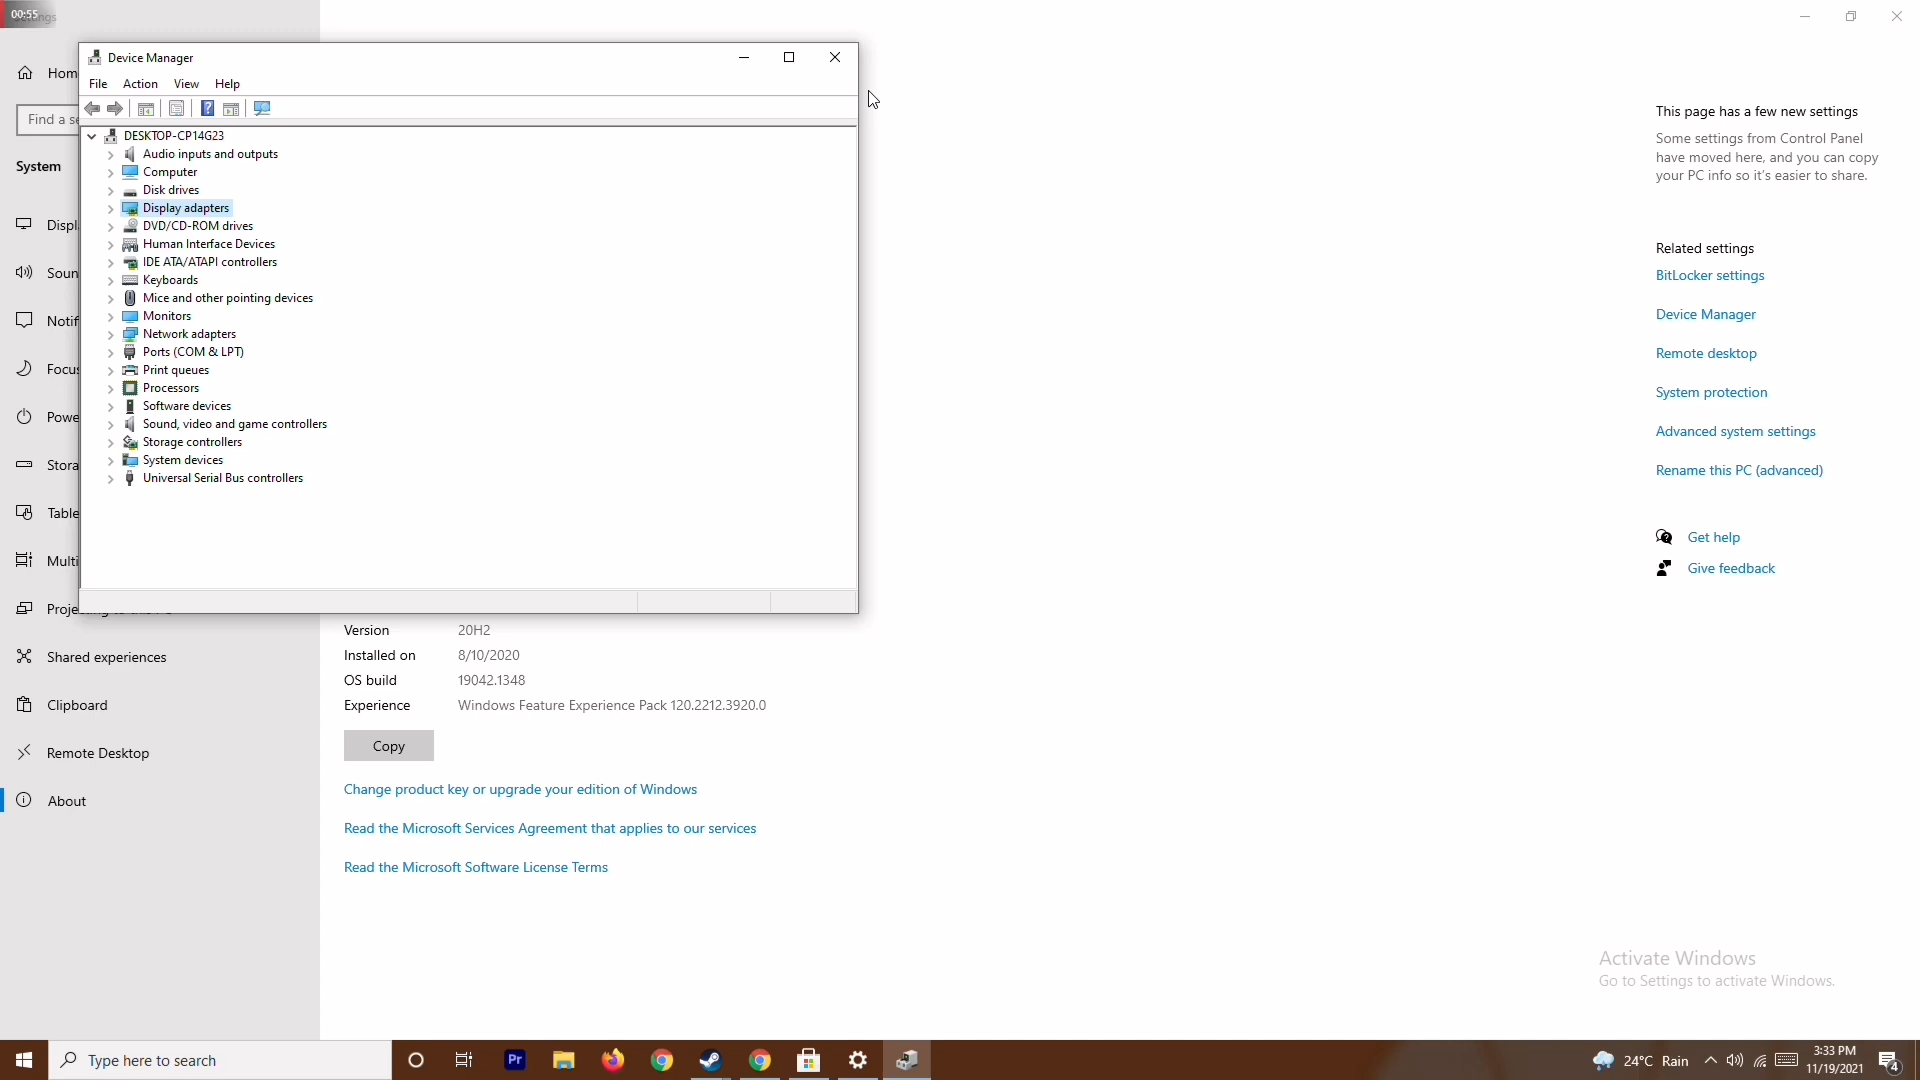 00:55
Settings
Device Manager
File Action View Help
DESKTOP-CP14G23
Audio inputs and outputs
Computer
Disk drives
Display adapters
DVD/CD-ROM drives
Human Interface Devices
IDE ATA/ATAPI controllers
Keyboards
Mice and other pointing devices
Monitors
Network adapters
Ports (COM & LPT)
Print queues
Processors
Software devices
Sound, video and game controllers
Storage controllers
System devices
Universal Serial Bus controllers
Hom
Find a se
System
Displ
Soun
Notif
Focus
Powe
Stora
Table
Multi
Shared experiences
Clipboard
Remote Desktop
About
Version 20H2
Installed on 8/10/2020
OS build 19042.1348
Experience Windows Feature Experience Pack 120.2212.3920.0
Copy
Change product key or upgrade your edition of Windows
Read the Microsoft Services Agreement that applies to our services
Read the Microsoft Software License Terms
This page has a few new settings
Some settings from Control Panel
have moved here, and you can copy
your PC info so it's easier to share.
Related settings
BitLocker settings
Device Manager
Remote desktop
System protection
Advanced system settings
Rename this PC (advanced)
Get help
Give feedback
Activate Windows
Go to Settings to activate Windows.
Type here to search
Pr
24°C Rain
3:33 PM
11/19/2021
4